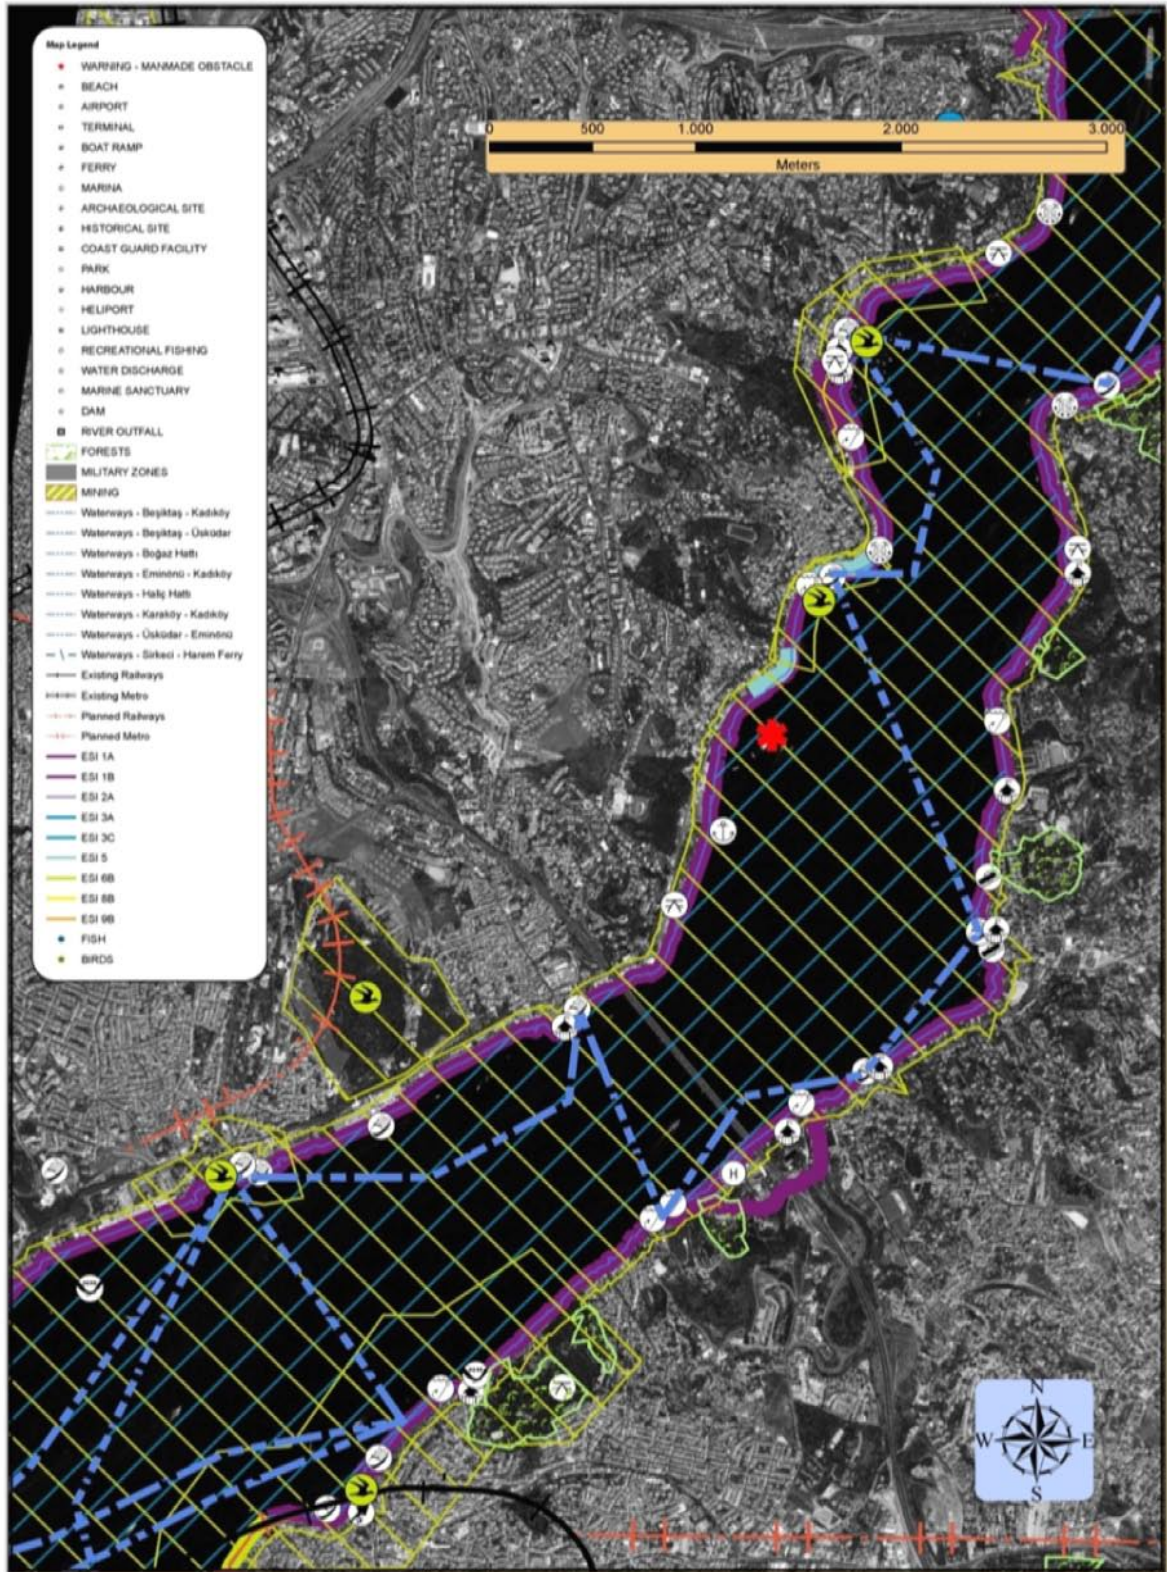 Map Legend
WARNING - MANMADE OBSTACLE
BEACH
AIRPORT
TERMINAL
BOAT RAMP
FERRY
MARINA
ARCHAEOLOGICAL SITE
HISTORICAL SITE
COAST GUARD FACILITY
PARK
HARBOUR
HELIPORT
LIGHTHOUSE
RECREATIONAL FISHING
WATER DISCHARGE
MARINE SANCTUARY
DAM
RIVER OUTFALL
FORESTS
MILITARY ZONES
MINING
Waterways - Beşiktaş - Kadıköy
Waterways - Beşiktaş - Üsküdar
Waterways - Boğaz Hattı
Waterways - Eminönü - Kadıköy
Waterways - Haliç Hattı
Waterways - Karaköy - Kadıköy
Waterways - Üsküdar - Eminönü
Waterways - Sirkeci - Harem Ferry
Existing Railways
Existing Metro
Planned Railways
Planned Metro
ESI 1A
ESI 1B
ESI 2A
ESI 3A
ESI 3C
ESI 5
ESI 6B
ESI 8B
ESI 9B
FISH
BIRDS
0 500 1.000 2.000 3.000
Meters
H
N
W E
S